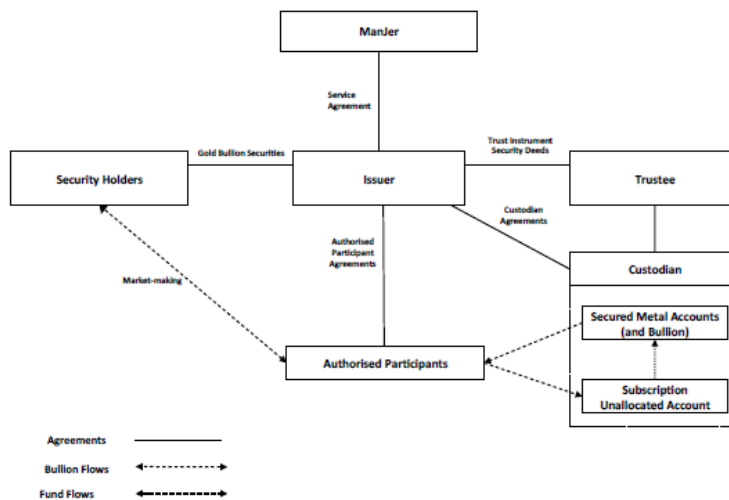 ManJer
Service
Agreement
Gold Bullion Securities
Trust Instrument
Security Deeds
Security Holders
Issuer
Trustee
Custodian
Agreements
Authorised
Participant
Agreements
Custodian
Market-making
Secured Metal Accounts
(and Bullion)
Authorised Participants
Subscription
Unallocated Account
Agreements
Bullion Flows
Fund Flows